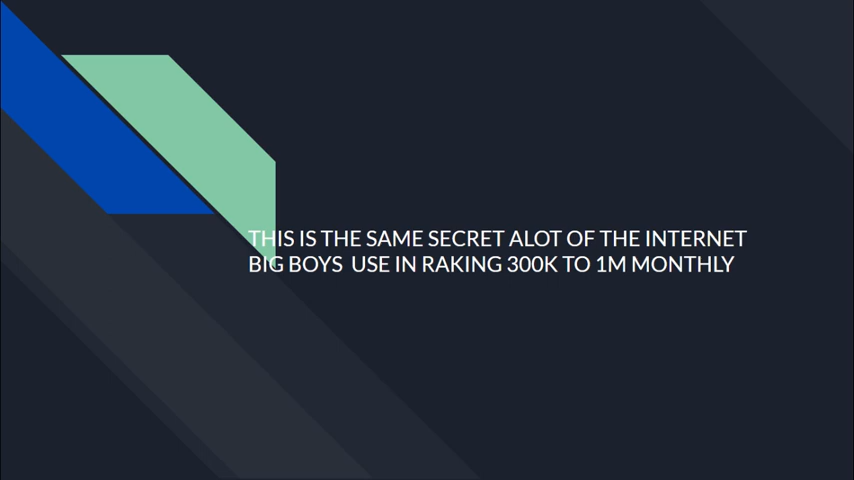 THIS IS THE SAME SECRET ALOT OF THE INTERNET
BIG BOYS  USE IN RAKING 300K TO 1M MONTHLY